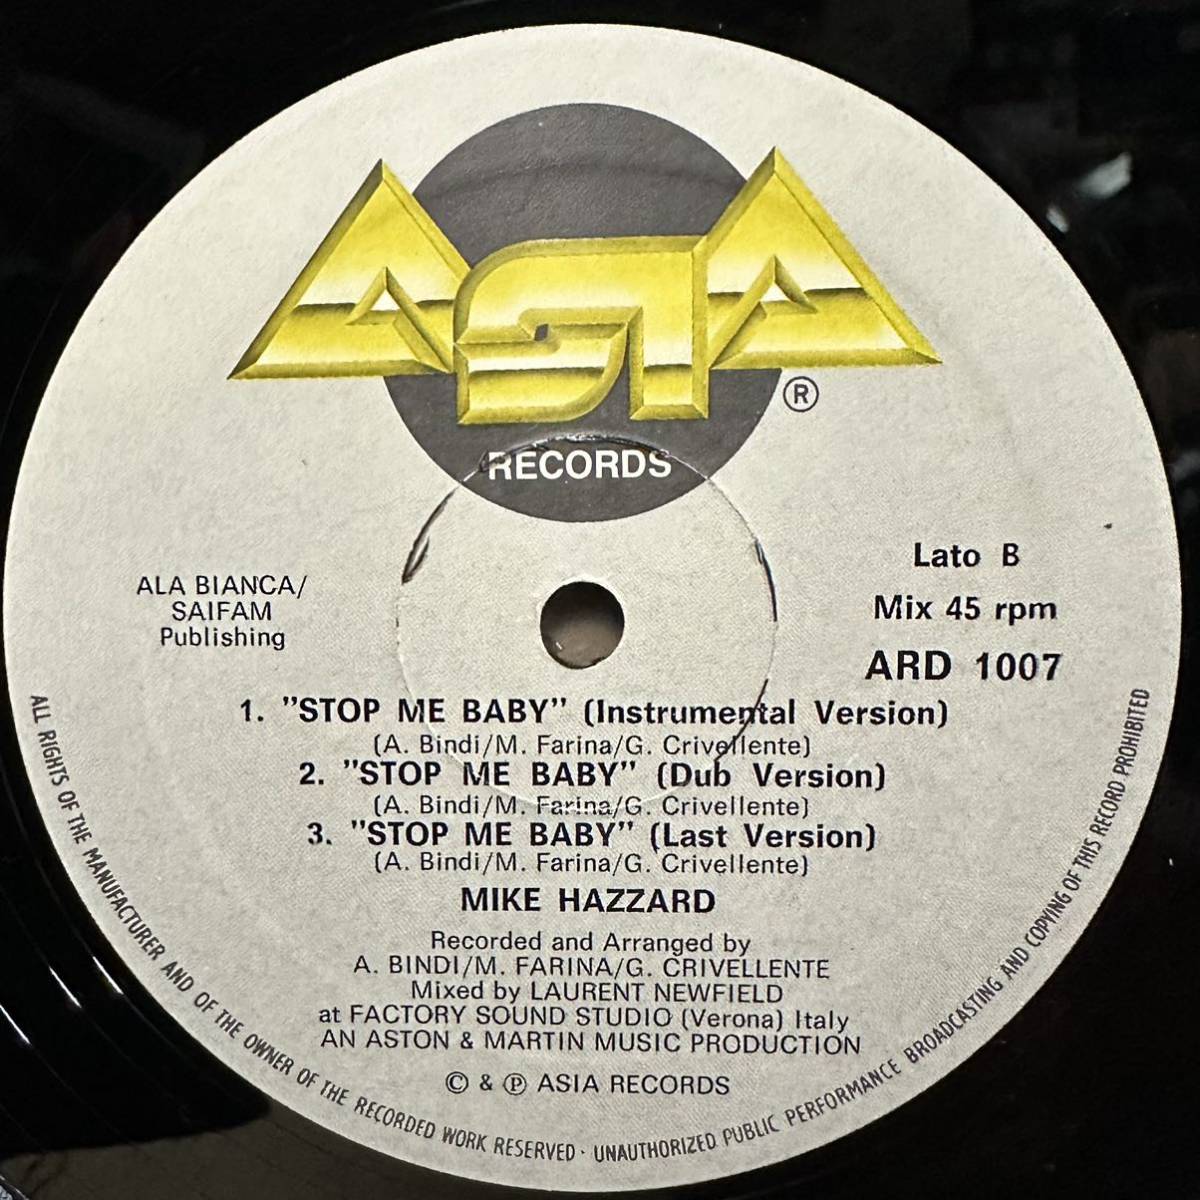 ASIA
®
RECORDS
ALA BIANCA/
SAIFAM
Publishing
Lato B
Mix 45 rpm
ARD 1007
1. "STOP ME BABY" (Instrumental Version)
(A. Bindi/M. Farina/G. Crivellente)
2. "STOP ME BABY" (Dub Version)
(A. Bindi/M. Farina/G. Crivellente)
3. "STOP ME BABY" (Last Version)
(A. Bindi/M. Farina/G. Crivellente)
MIKE HAZZARD
Recorded and Arranged by
A. BINDI/M. FARINA/G. CRIVELLENTE
Mixed by LAURENT NEWFIELD
at FACTORY SOUND STUDIO (Verona) Italy
AN ASTON & MARTIN MUSIC PRODUCTION
© & ℗ ASIA RECORDS
ALL RIGHTS OF THE MANUFACTURER AND OF THE OWNER OF THE RECORDED WORK RESERVED · UNAUTHORIZED PUBLIC PERFORMANCE BROADCASTING AND COPYING OF THIS RECORD PROHIBITED